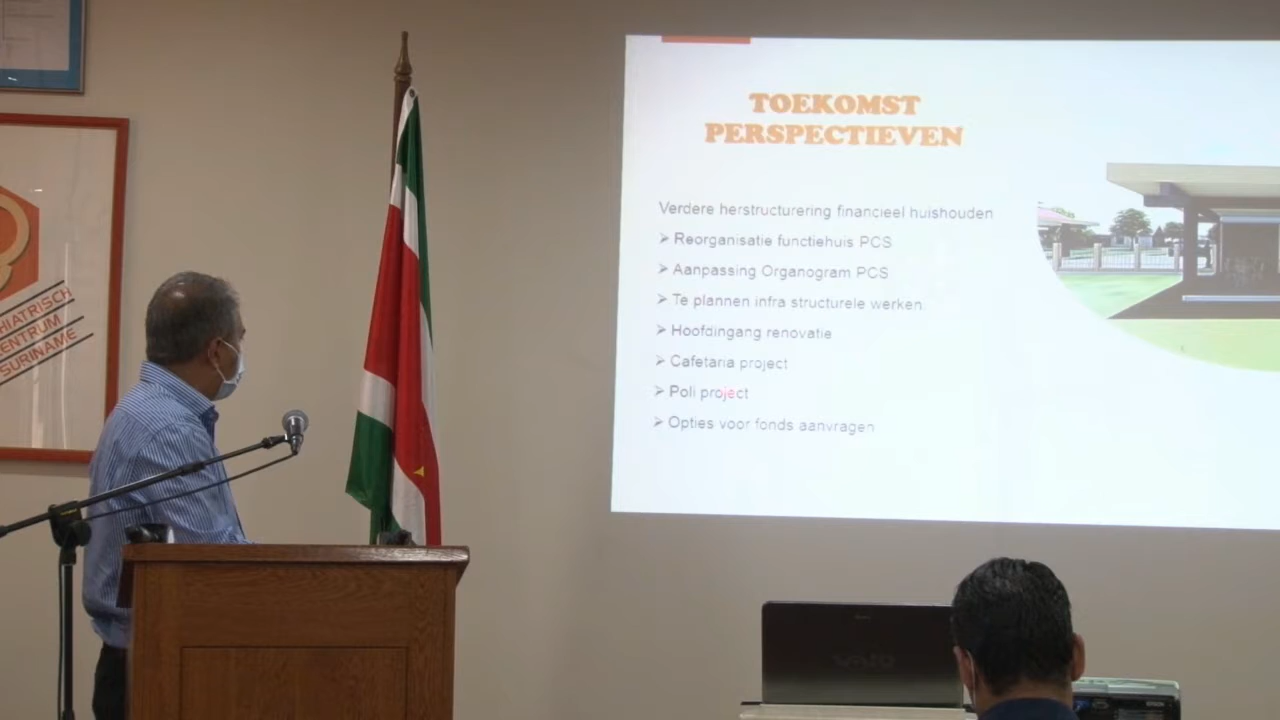 TOEKOMST
PERSPECTIEVEN
Verdere herstructurering financieel huishouden
➢ Reorganisatie functiehuis PCS
➢ Aanpassing Organogram PCS
➢ Te plannen infra structurele werken.
➢ Hoofdingang renovatie
➢ Cafetaria project
➢ Poli project
➢ Opties voor fonds aanvragen
HIATRISCH
ENTRUM
SURINAME
VAIO